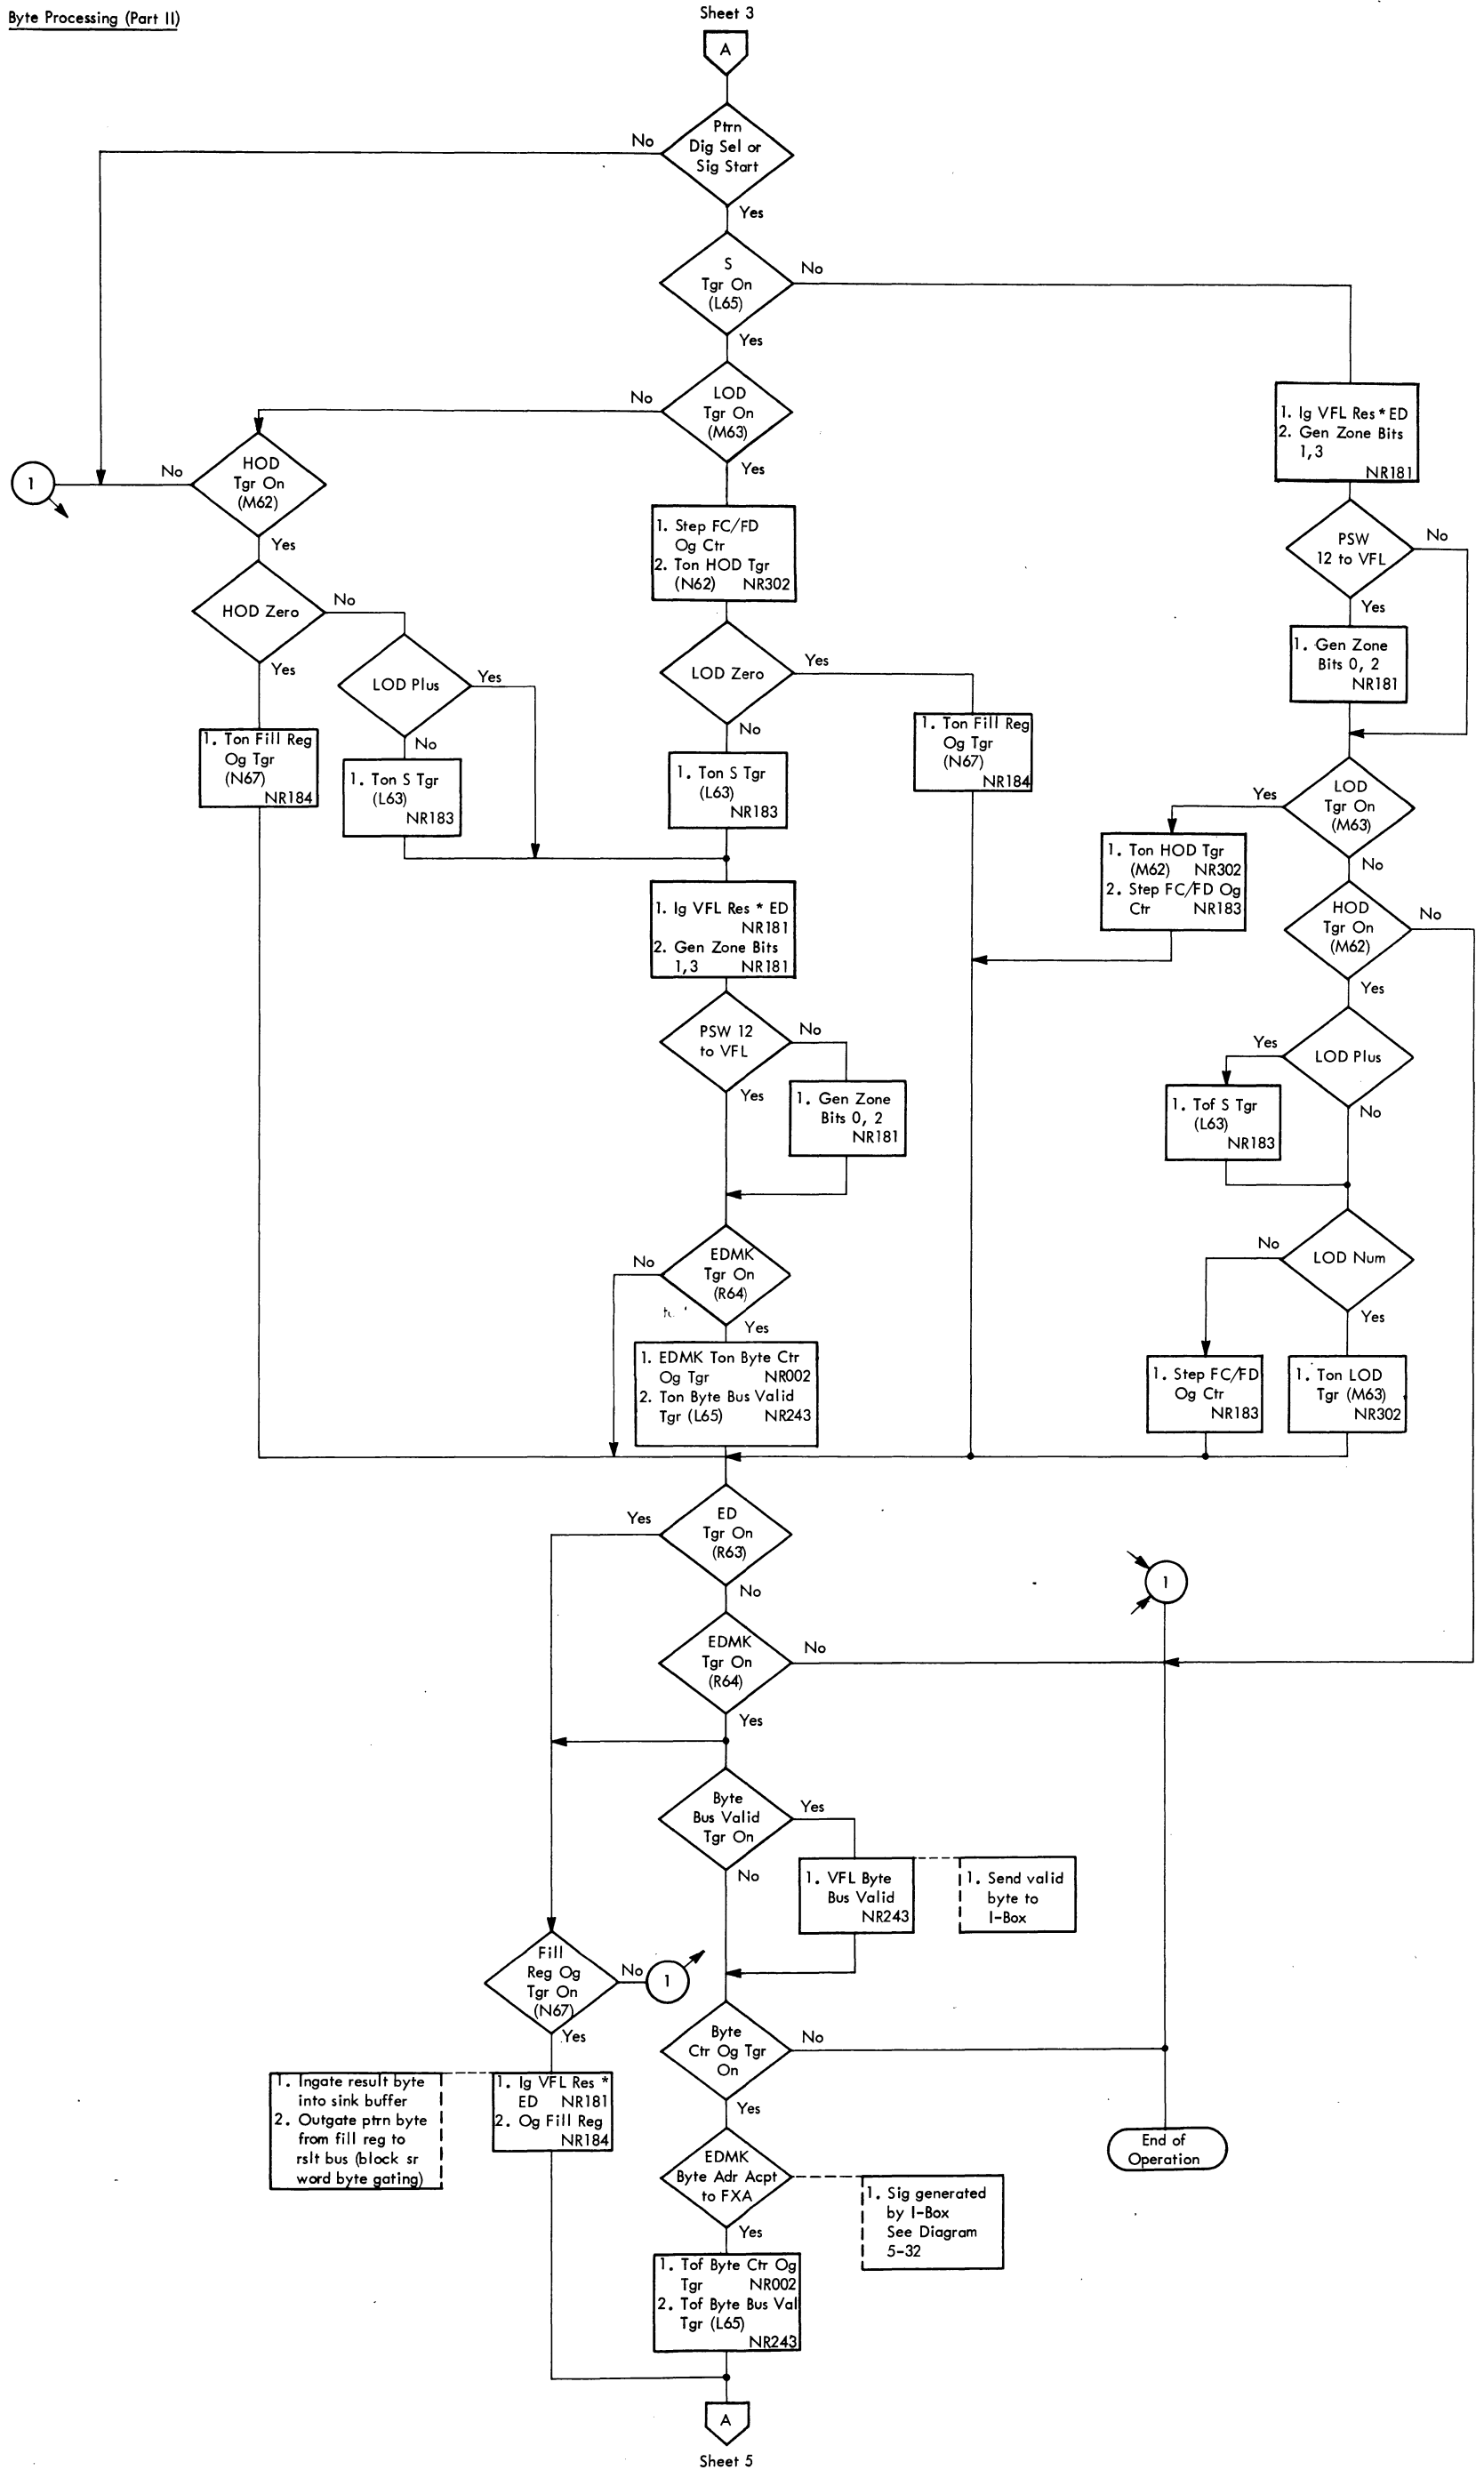 Byte Processing (Part II)
Sheet 3
A
Ptrn
Dig Sel or
Sig Start
No
Yes
S
Tgr On
(L65)
No
Yes
LOD
Tgr On
(M63)
No
Yes
1
No
HOD
Tgr On
(M62)
Yes
HOD Zero
No
Yes
LOD Plus
Yes
No
1. Ton Fill Reg
Og Tgr
(N67)
NR184
1. Ton S Tgr
(L63)
NR183
1. Step FC/FD
Og Ctr
2. Ton HOD Tgr
(N62) NR302
LOD Zero
Yes
No
1. Ton S Tgr
(L63)
NR183
1. Ton Fill Reg
Og Tgr
(N67)
NR184
1. Ig VFL Res * ED
NR181
2. Gen Zone Bits
1,3 NR181
PSW 12
to VFL
No
Yes
1. Gen Zone
Bits 0, 2
NR181
EDMK
Tgr On
(R64)
No
Yes
1. EDMK Ton Byte Ctr
Og Tgr NR002
2. Ton Byte Bus Valid
Tgr (L65) NR243
1. Ig VFL Res * ED
2. Gen Zone Bits
1,3
NR181
PSW
12 to VFL
No
Yes
1. Gen Zone
Bits 0, 2
NR181
LOD
Tgr On
(M63)
Yes
No
1. Ton HOD Tgr
(M62) NR302
2. Step FC/FD Og
Ctr NR183
HOD
Tgr On
(M62)
No
Yes
LOD Plus
Yes
No
1. Tof S Tgr
(L63)
NR183
LOD Num
No
Yes
1. Step FC/FD
Og Ctr
NR183
1. Ton LOD
Tgr (M63)
NR302
ED
Tgr On
(R63)
Yes
No
EDMK
Tgr On
(R64)
No
Yes
1
Byte
Bus Valid
Tgr On
Yes
No
1. VFL Byte
Bus Valid
NR243
1. Send valid
byte to
I-Box
Fill
Reg Og
Tgr On
(N67)
No
1
Yes
1. Ingate result byte
into sink buffer
2. Outgate ptrn byte
from fill reg to
rslt bus (block sr
word byte gating)
1. Ig VFL Res *
ED NR181
2. Og Fill Reg
NR184
Byte
Ctr Og Tgr
On
No
Yes
End of
Operation
EDMK
Byte Adr Acpt
to FXA
Yes
1. Sig generated
by I-Box
See Diagram
5-32
1. Tof Byte Ctr Og
Tgr NR002
2. Tof Byte Bus Val
Tgr (L65)
NR243
A
Sheet 5